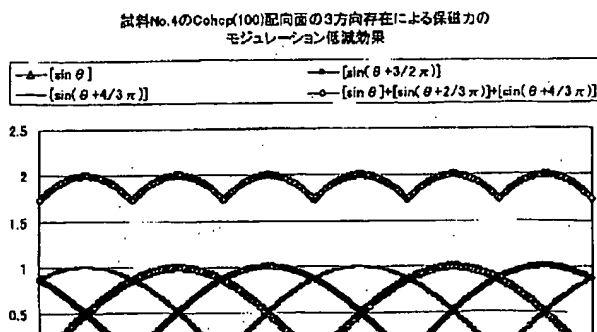 試料No.4のCohcp(100)配向面の3方向存在による保磁力の
モジュレーション低減効果
[sin θ]
[sin(θ+3/2π)]
[sin(θ+4/3π)]
[sin θ]+[sin(θ+2/3π)]+[sin(θ+4/3π)]
2.5
2
1.5
1
0.5